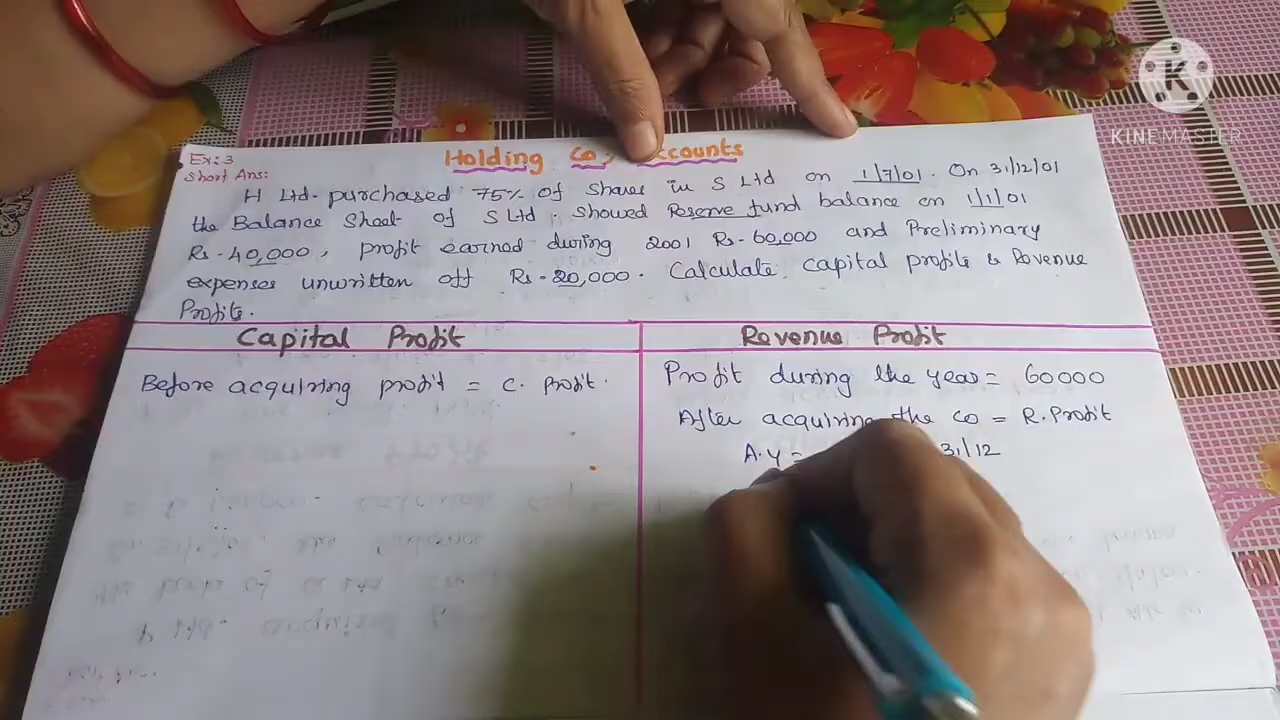 KINEMASTER
Ex:3
Short Ans:
Holding Co;
H Ltd. purchased 75% of Shares in S Ltd on 1/7/01. On 31/12/01
the Balance Sheet of S Ltd; showed Reserve fund balance on 1/1/01
Rs-40,000, profit earned during 2001 Rs-60,000 and Preliminary
expenses unwritten off Rs-20,000. Calculate capital profits & Revenue
Profits.
Capital Profit
Revenue Profit
Before acquiring profit = C. Profit.
Profit during the year = 60000
After acquiring the Co = R. Profit
A.Y = 31/12